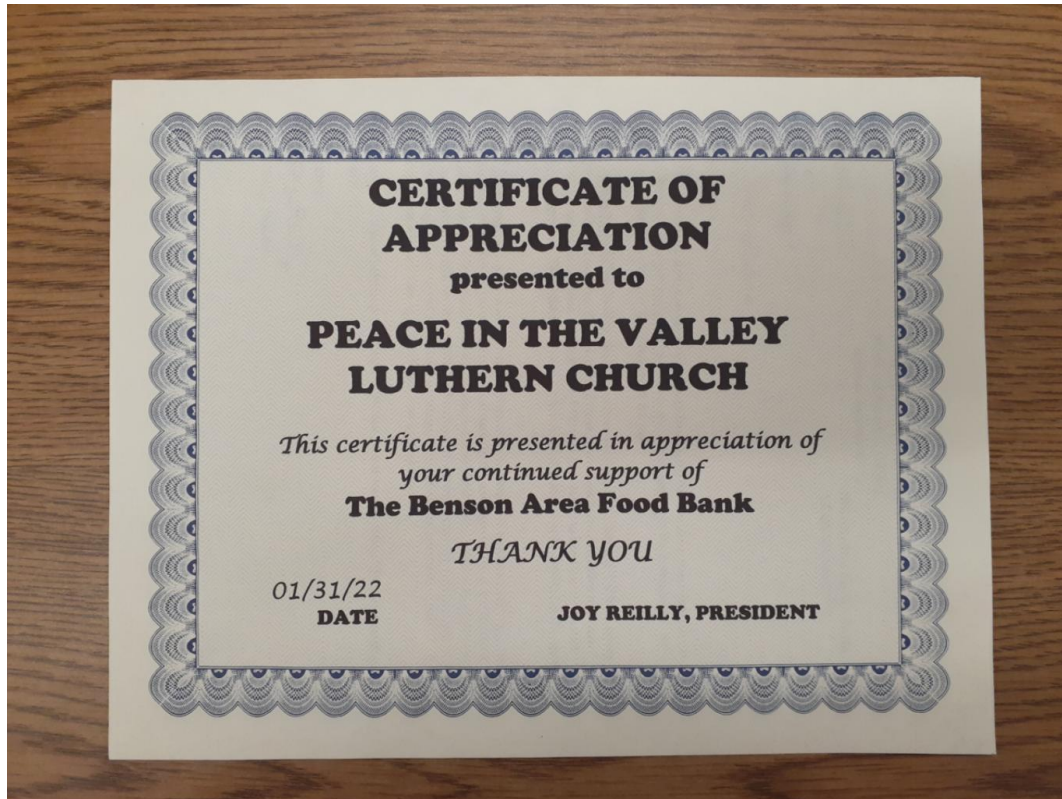 CERTIFICATE OF
APPRECIATION
presented to
PEACE IN THE VALLEY
LUTHERN CHURCH
This certificate is presented in appreciation of
your continued support of
The Benson Area Food Bank
THANK YOU
01/31/22
DATE
JOY REILLY, PRESIDENT